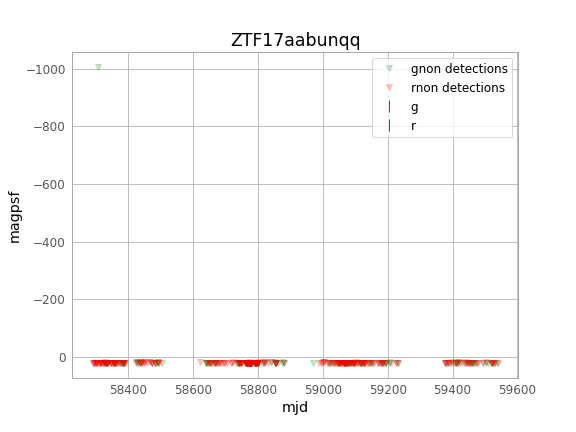 ZTF17aabunqq
gnon detections
rnon detections
g
r
magpsf
−1000
−800
−600
−400
−200
0
58400 58600 58800 59000 59200 59400 59600
mjd